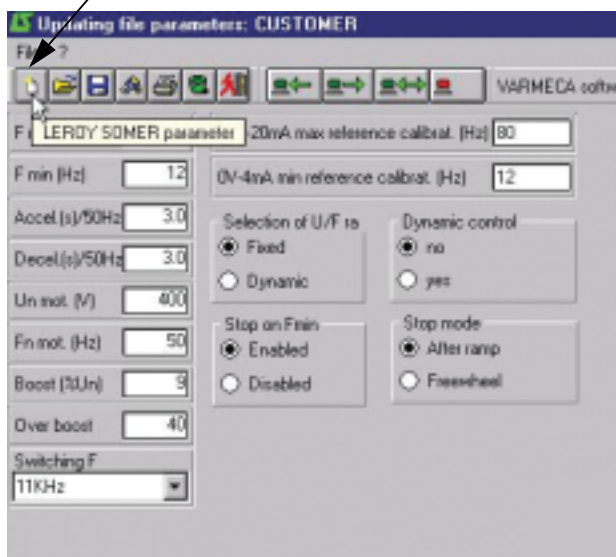 LS Updating file parameters: CUSTOMER
?
VARMECA softw
LEROY SOMER parameter
-20mA max reference calibrat. (Hz) 80
F min (Hz) 12
0V-4mA min reference calibrat. (Hz) 12
Accel.(s)/50Hz 3.0
Decel.(s)/50Hz 3.0
Un mot. (V) 400
Fn mot. (Hz) 50
Boost (%Un) 9
Over boost 40
Switching F
11KHz
Selection of U/F ra
Fixed
Dynamic
Dynamic control
no
yes
Stop on Fmin
Enabled
Disabled
Stop mode
After ramp
Freewheel